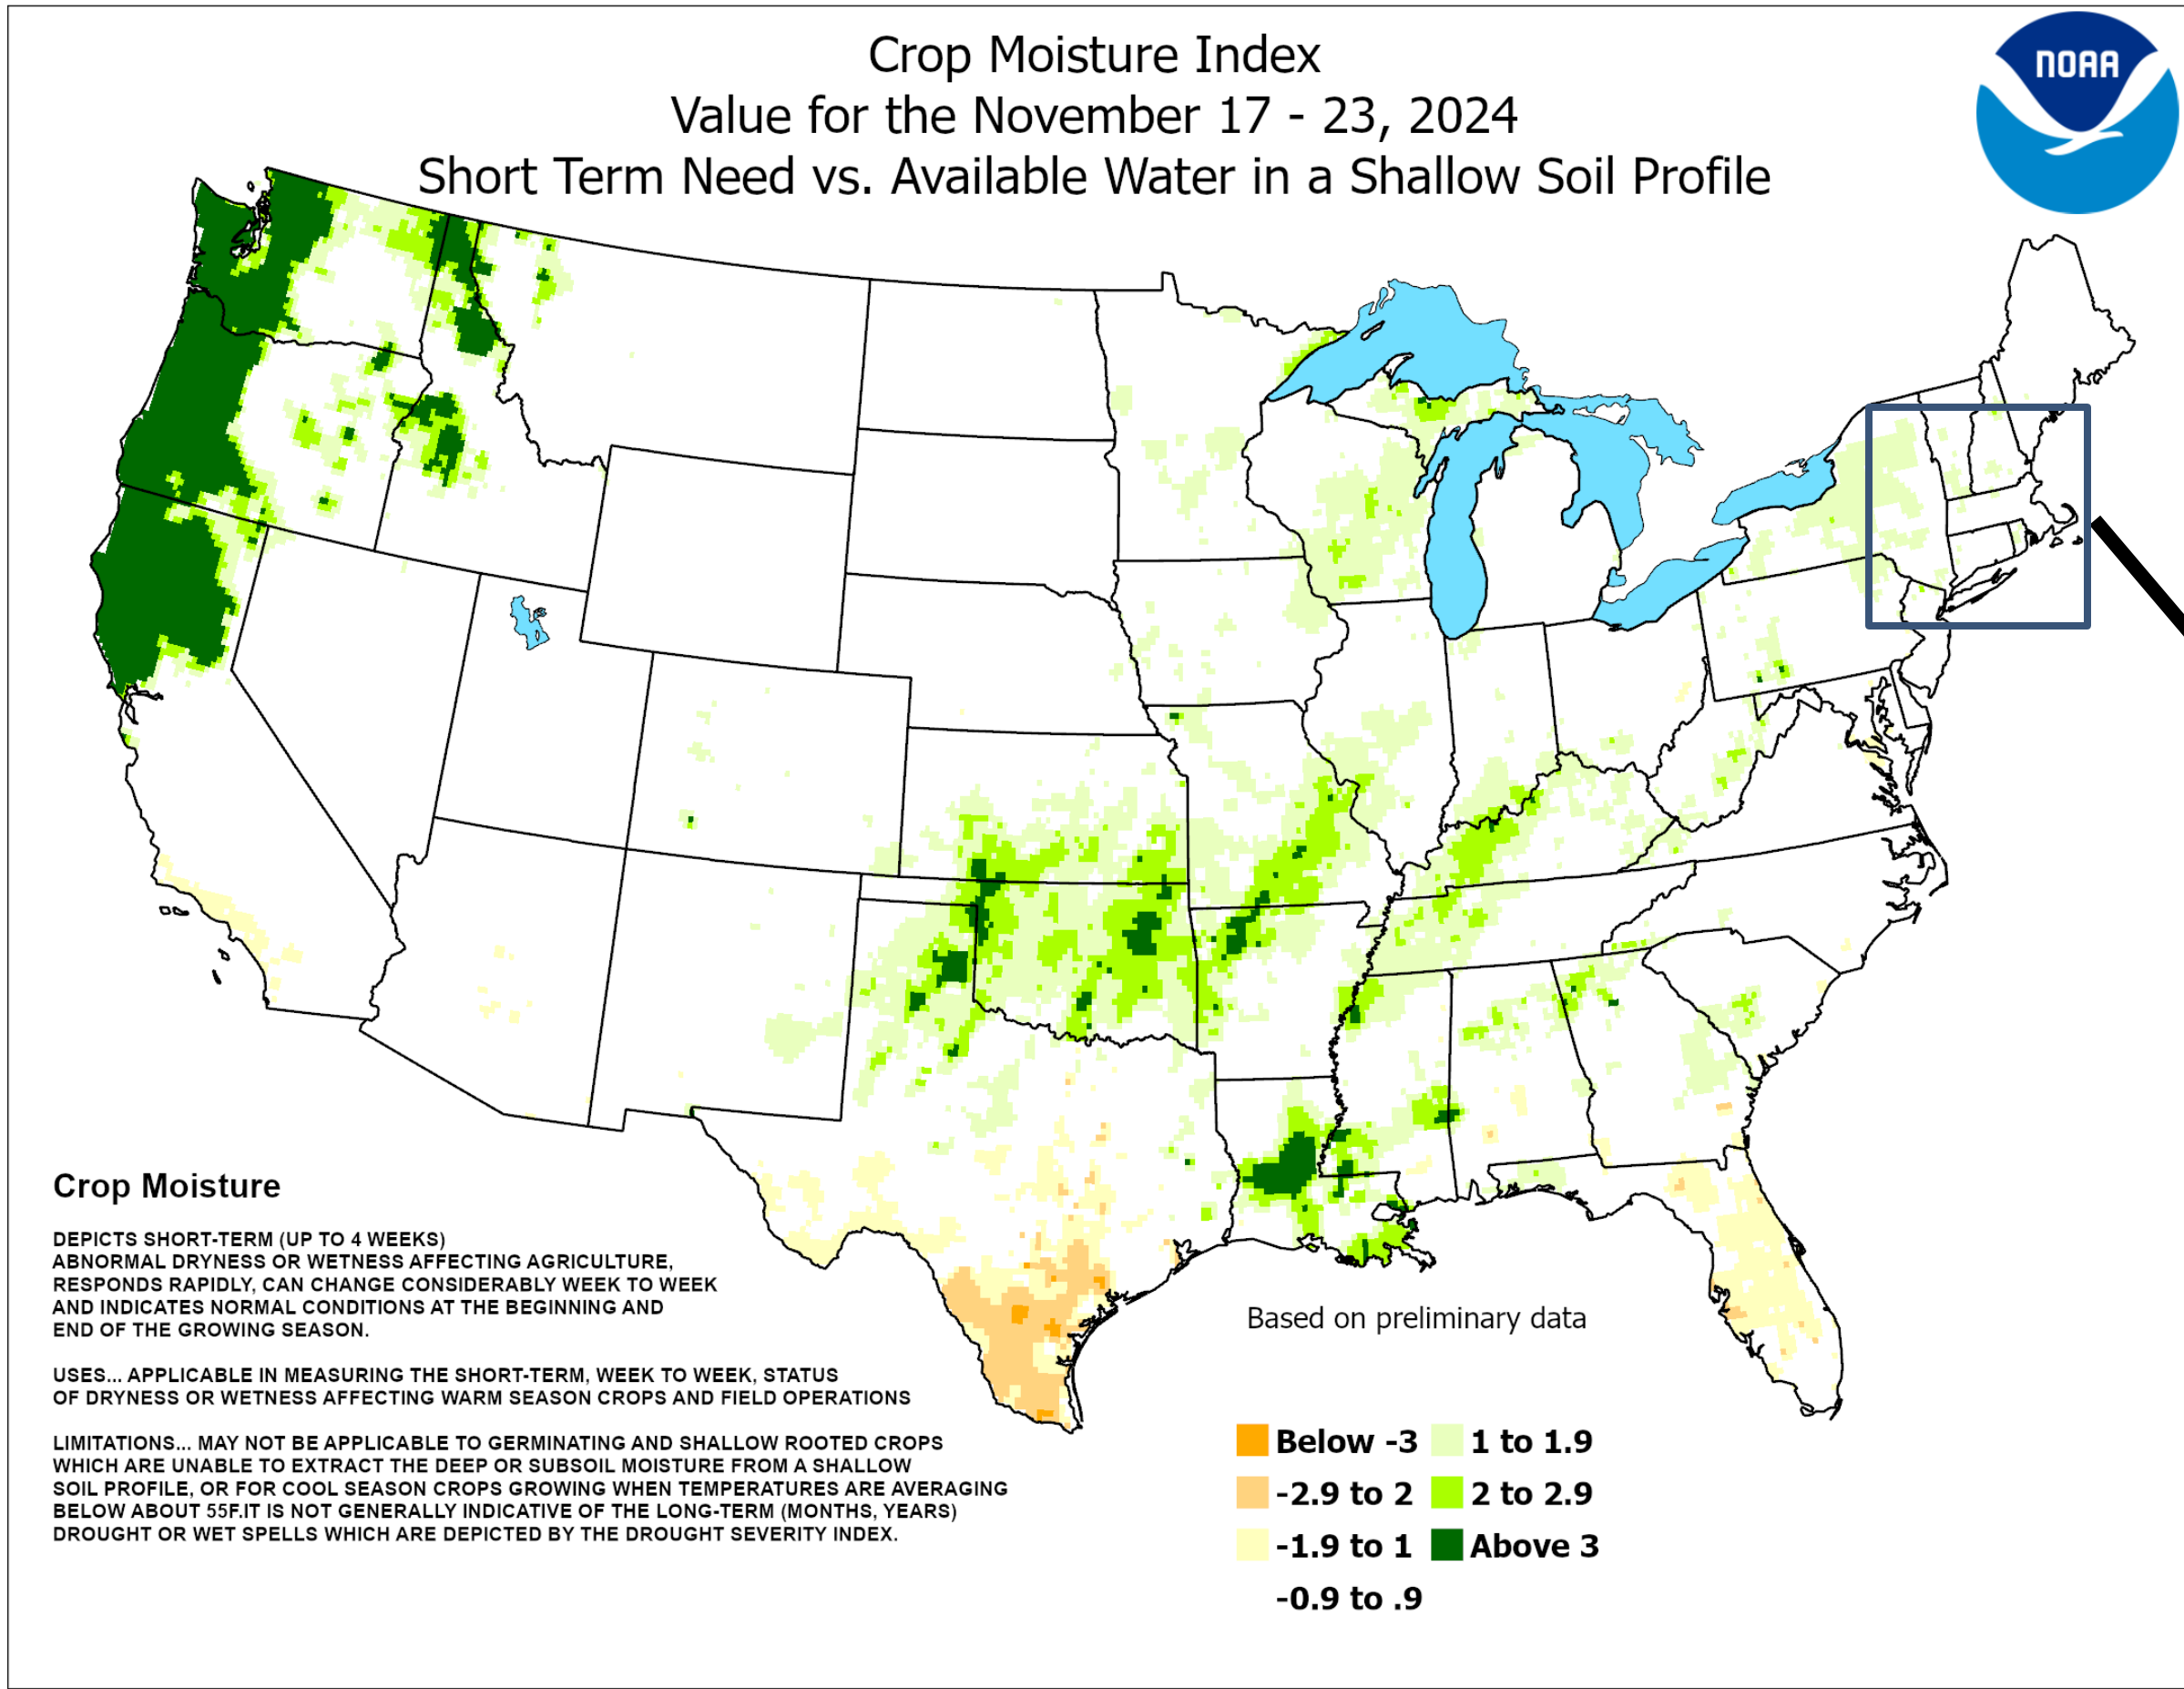 Crop Moisture Index
Value for the November 17 - 23, 2024
Short Term Need vs. Available Water in a Shallow Soil Profile
NOAA
Crop Moisture
DEPICTS SHORT-TERM (UP TO 4 WEEKS)
ABNORMAL DRYNESS OR WETNESS AFFECTING AGRICULTURE,
RESPONDS RAPIDLY, CAN CHANGE CONSIDERABLY WEEK TO WEEK
AND INDICATES NORMAL CONDITIONS AT THE BEGINNING AND
END OF THE GROWING SEASON.
USES... APPLICABLE IN MEASURING THE SHORT-TERM, WEEK TO WEEK, STATUS
OF DRYNESS OR WETNESS AFFECTING WARM SEASON CROPS AND FIELD OPERATIONS
LIMITATIONS... MAY NOT BE APPLICABLE TO GERMINATING AND SHALLOW ROOTED CROPS
WHICH ARE UNABLE TO EXTRACT THE DEEP OR SUBSOIL MOISTURE FROM A SHALLOW
SOIL PROFILE, OR FOR COOL SEASON CROPS GROWING WHEN TEMPERATURES ARE AVERAGING
BELOW ABOUT 55F.IT IS NOT GENERALLY INDICATIVE OF THE LONG-TERM (MONTHS, YEARS)
DROUGHT OR WET SPELLS WHICH ARE DEPICTED BY THE DROUGHT SEVERITY INDEX.
Based on preliminary data
Below -3
-2.9 to 2
-1.9 to 1
-0.9 to .9
1 to 1.9
2 to 2.9
Above 3